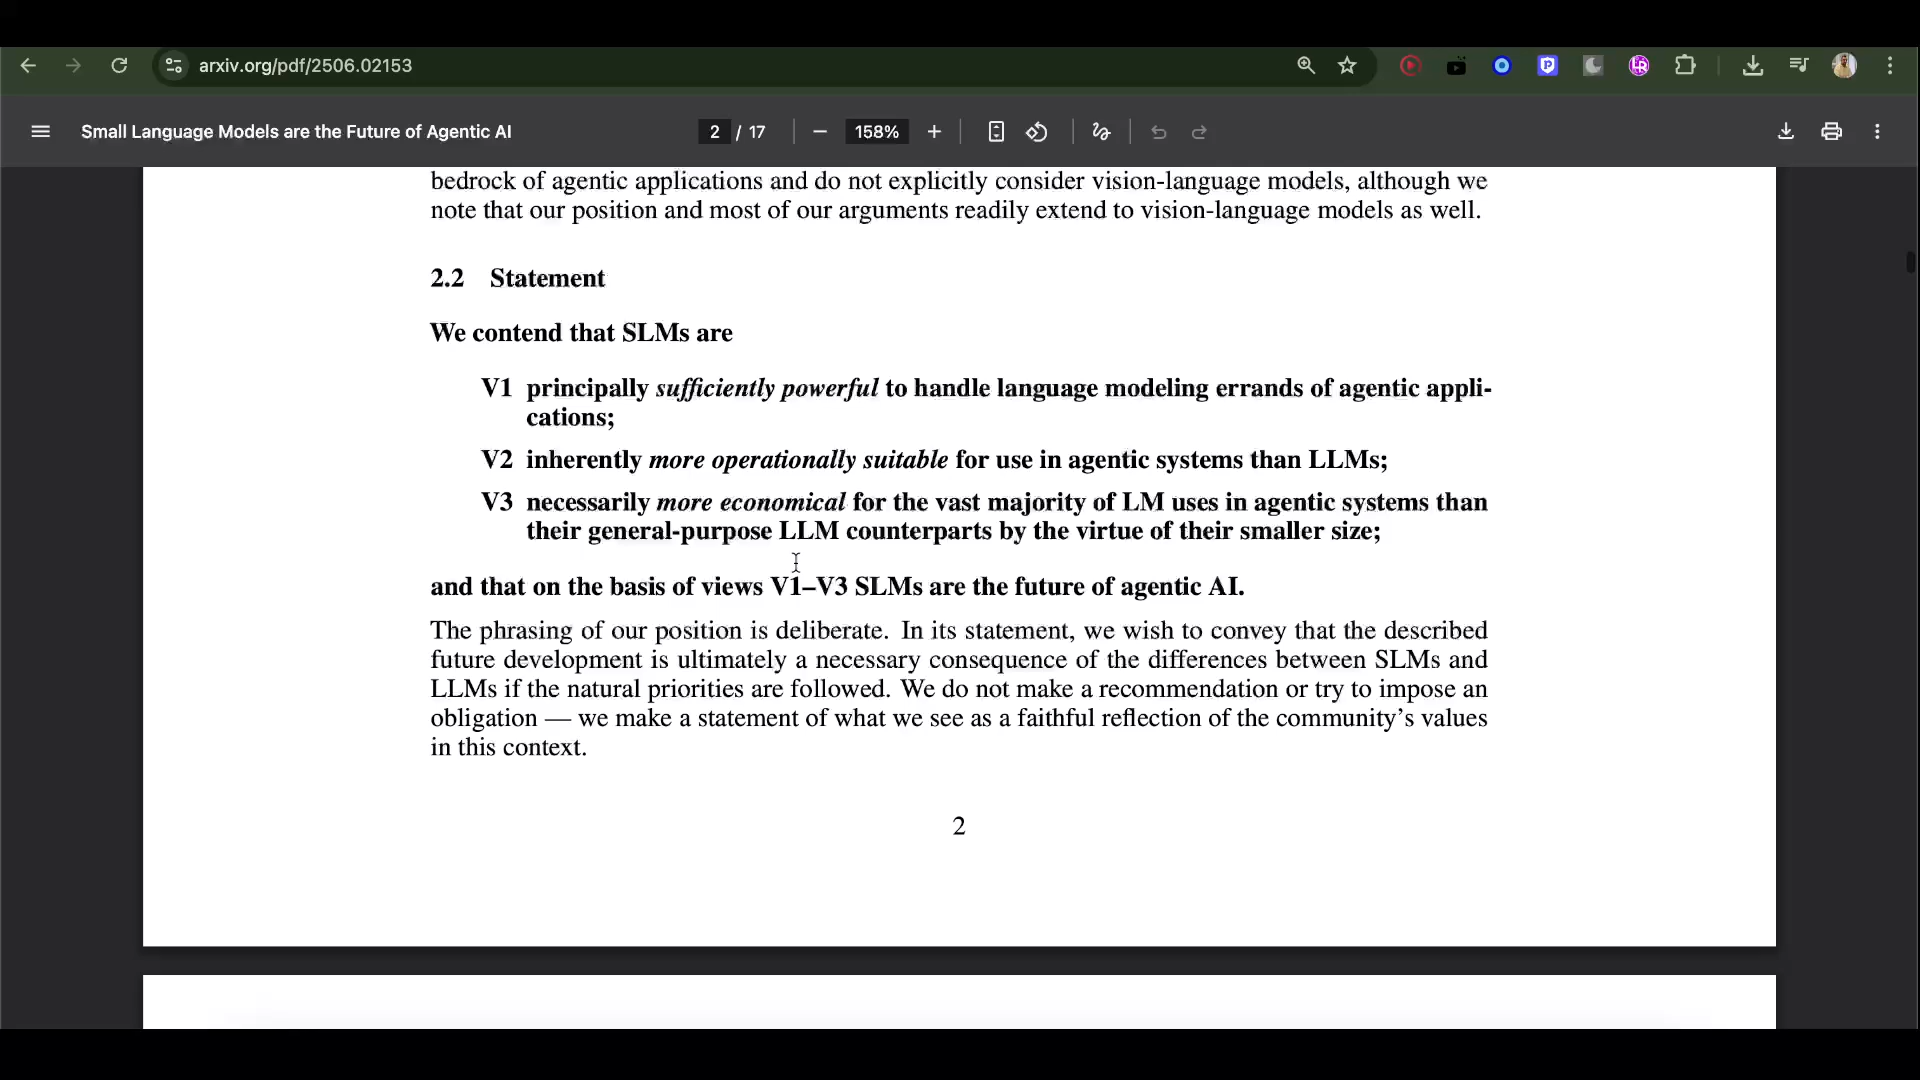 arxiv.org/pdf/2506.02153
Small Language Models are the Future of Agentic AI
2 / 17
158%
bedrock of agentic applications and do not explicitly consider vision-language models, although we
note that our position and most of our arguments readily extend to vision-language models as well.
2.2 Statement
We contend that SLMs are
V1 principally sufficiently powerful to handle language modeling errands of agentic appli-
cations;
V2 inherently more operationally suitable for use in agentic systems than LLMs;
V3 necessarily more economical for the vast majority of LM uses in agentic systems than
their general-purpose LLM counterparts by the virtue of their smaller size;
and that on the basis of views V1–V3 SLMs are the future of agentic AI.
The phrasing of our position is deliberate. In its statement, we wish to convey that the described
future development is ultimately a necessary consequence of the differences between SLMs and
LLMs if the natural priorities are followed. We do not make a recommendation or try to impose an
obligation — we make a statement of what we see as a faithful reflection of the community's values
in this context.
2